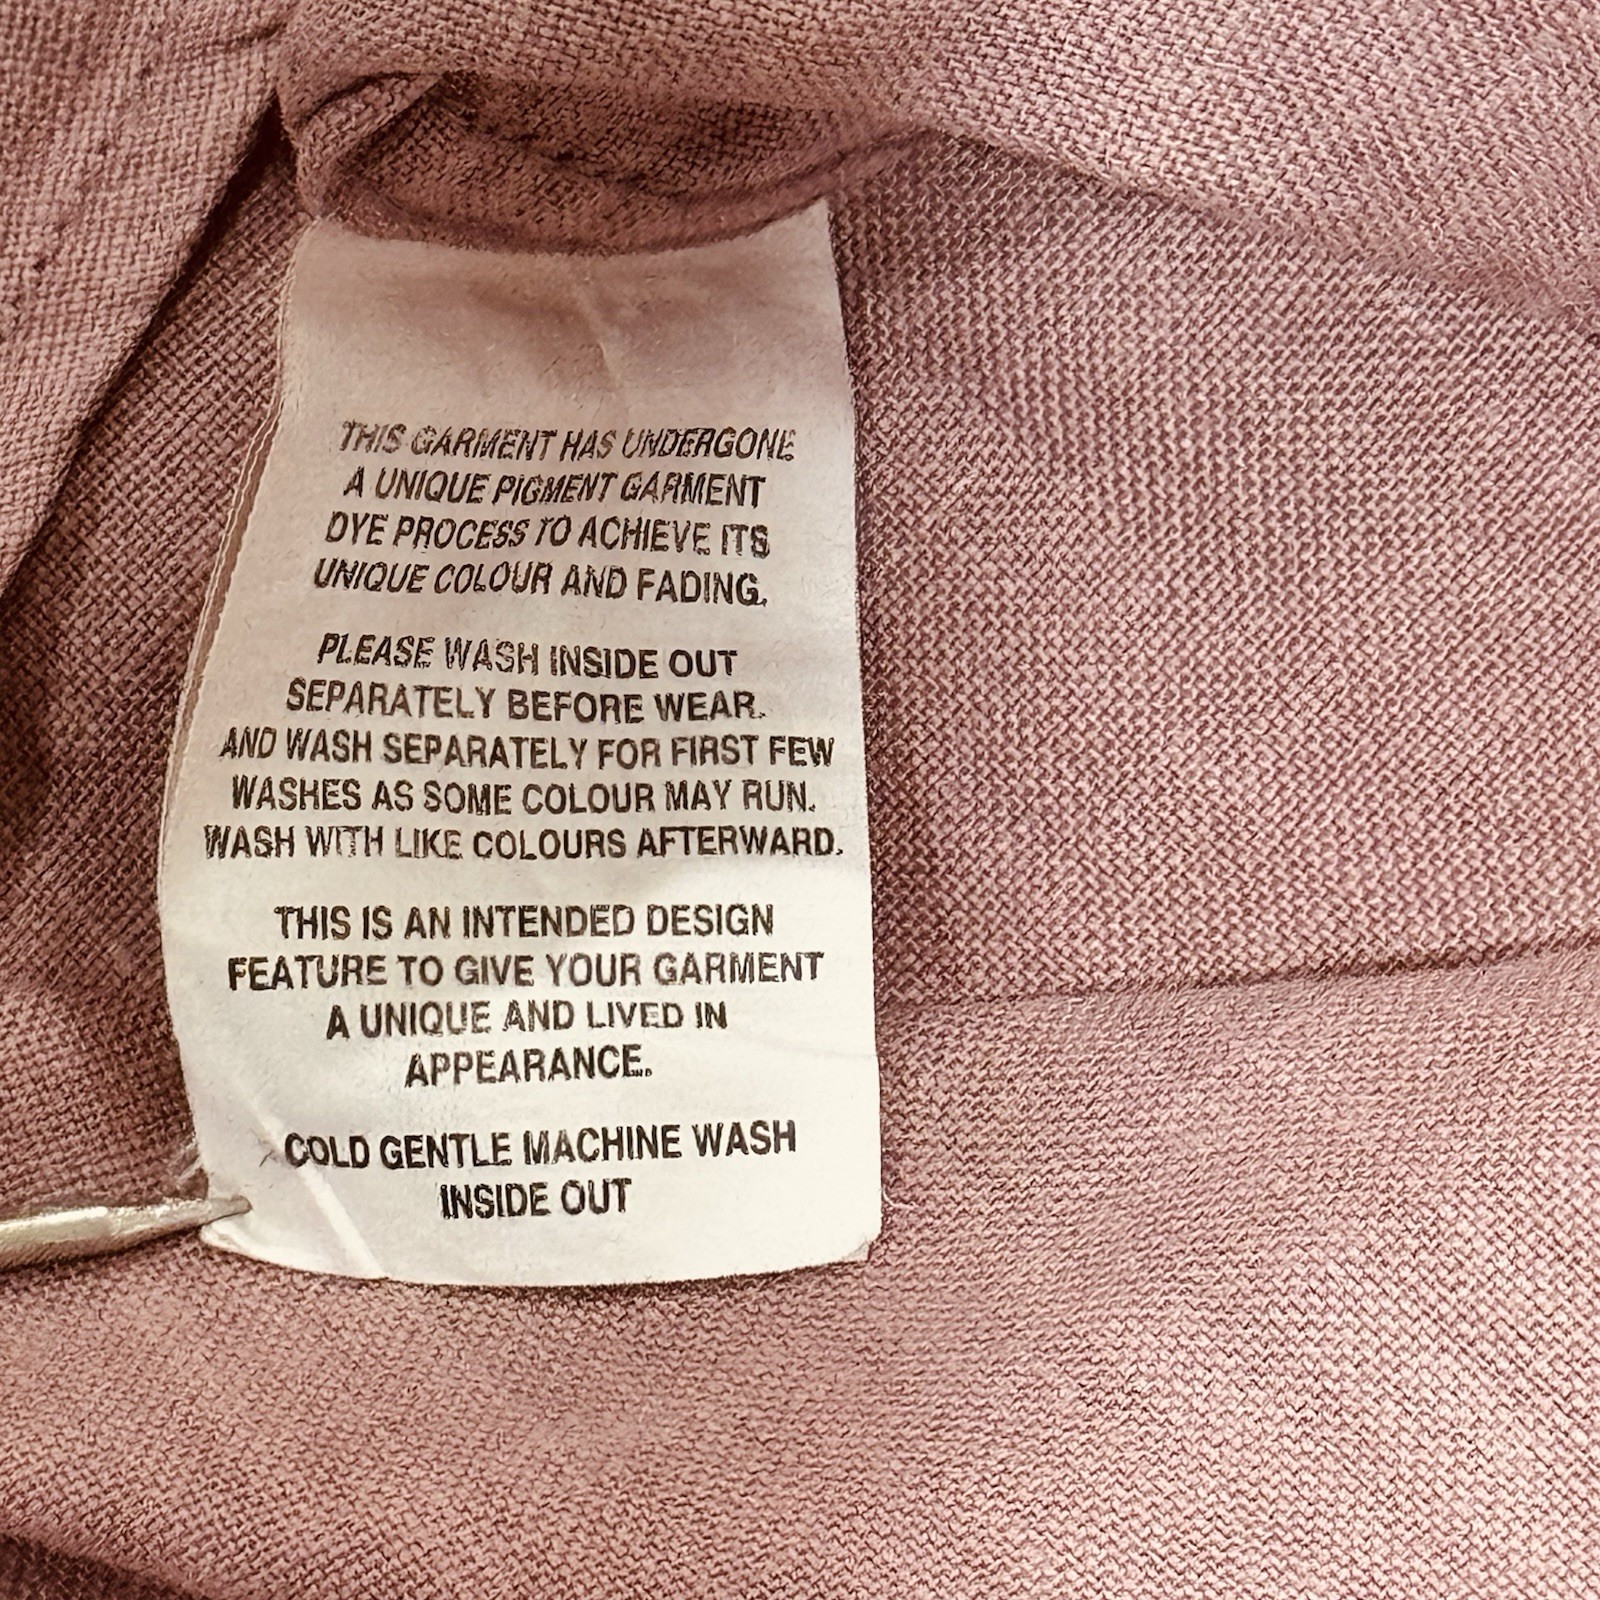 THIS GARMENT HAS UNDERGONE
A UNIQUE PIGMENT GARMENT
DYE PROCESS TO ACHIEVE ITS
UNIQUE COLOUR AND FADING.
PLEASE WASH INSIDE OUT
SEPARATELY BEFORE WEAR.
AND WASH SEPARATELY FOR FIRST FEW
WASHES AS SOME COLOUR MAY RUN.
WASH WITH LIKE COLOURS AFTERWARD.
THIS IS AN INTENDED DESIGN
FEATURE TO GIVE YOUR GARMENT
A UNIQUE AND LIVED IN
APPEARANCE.
COLD GENTLE MACHINE WASH
INSIDE OUT